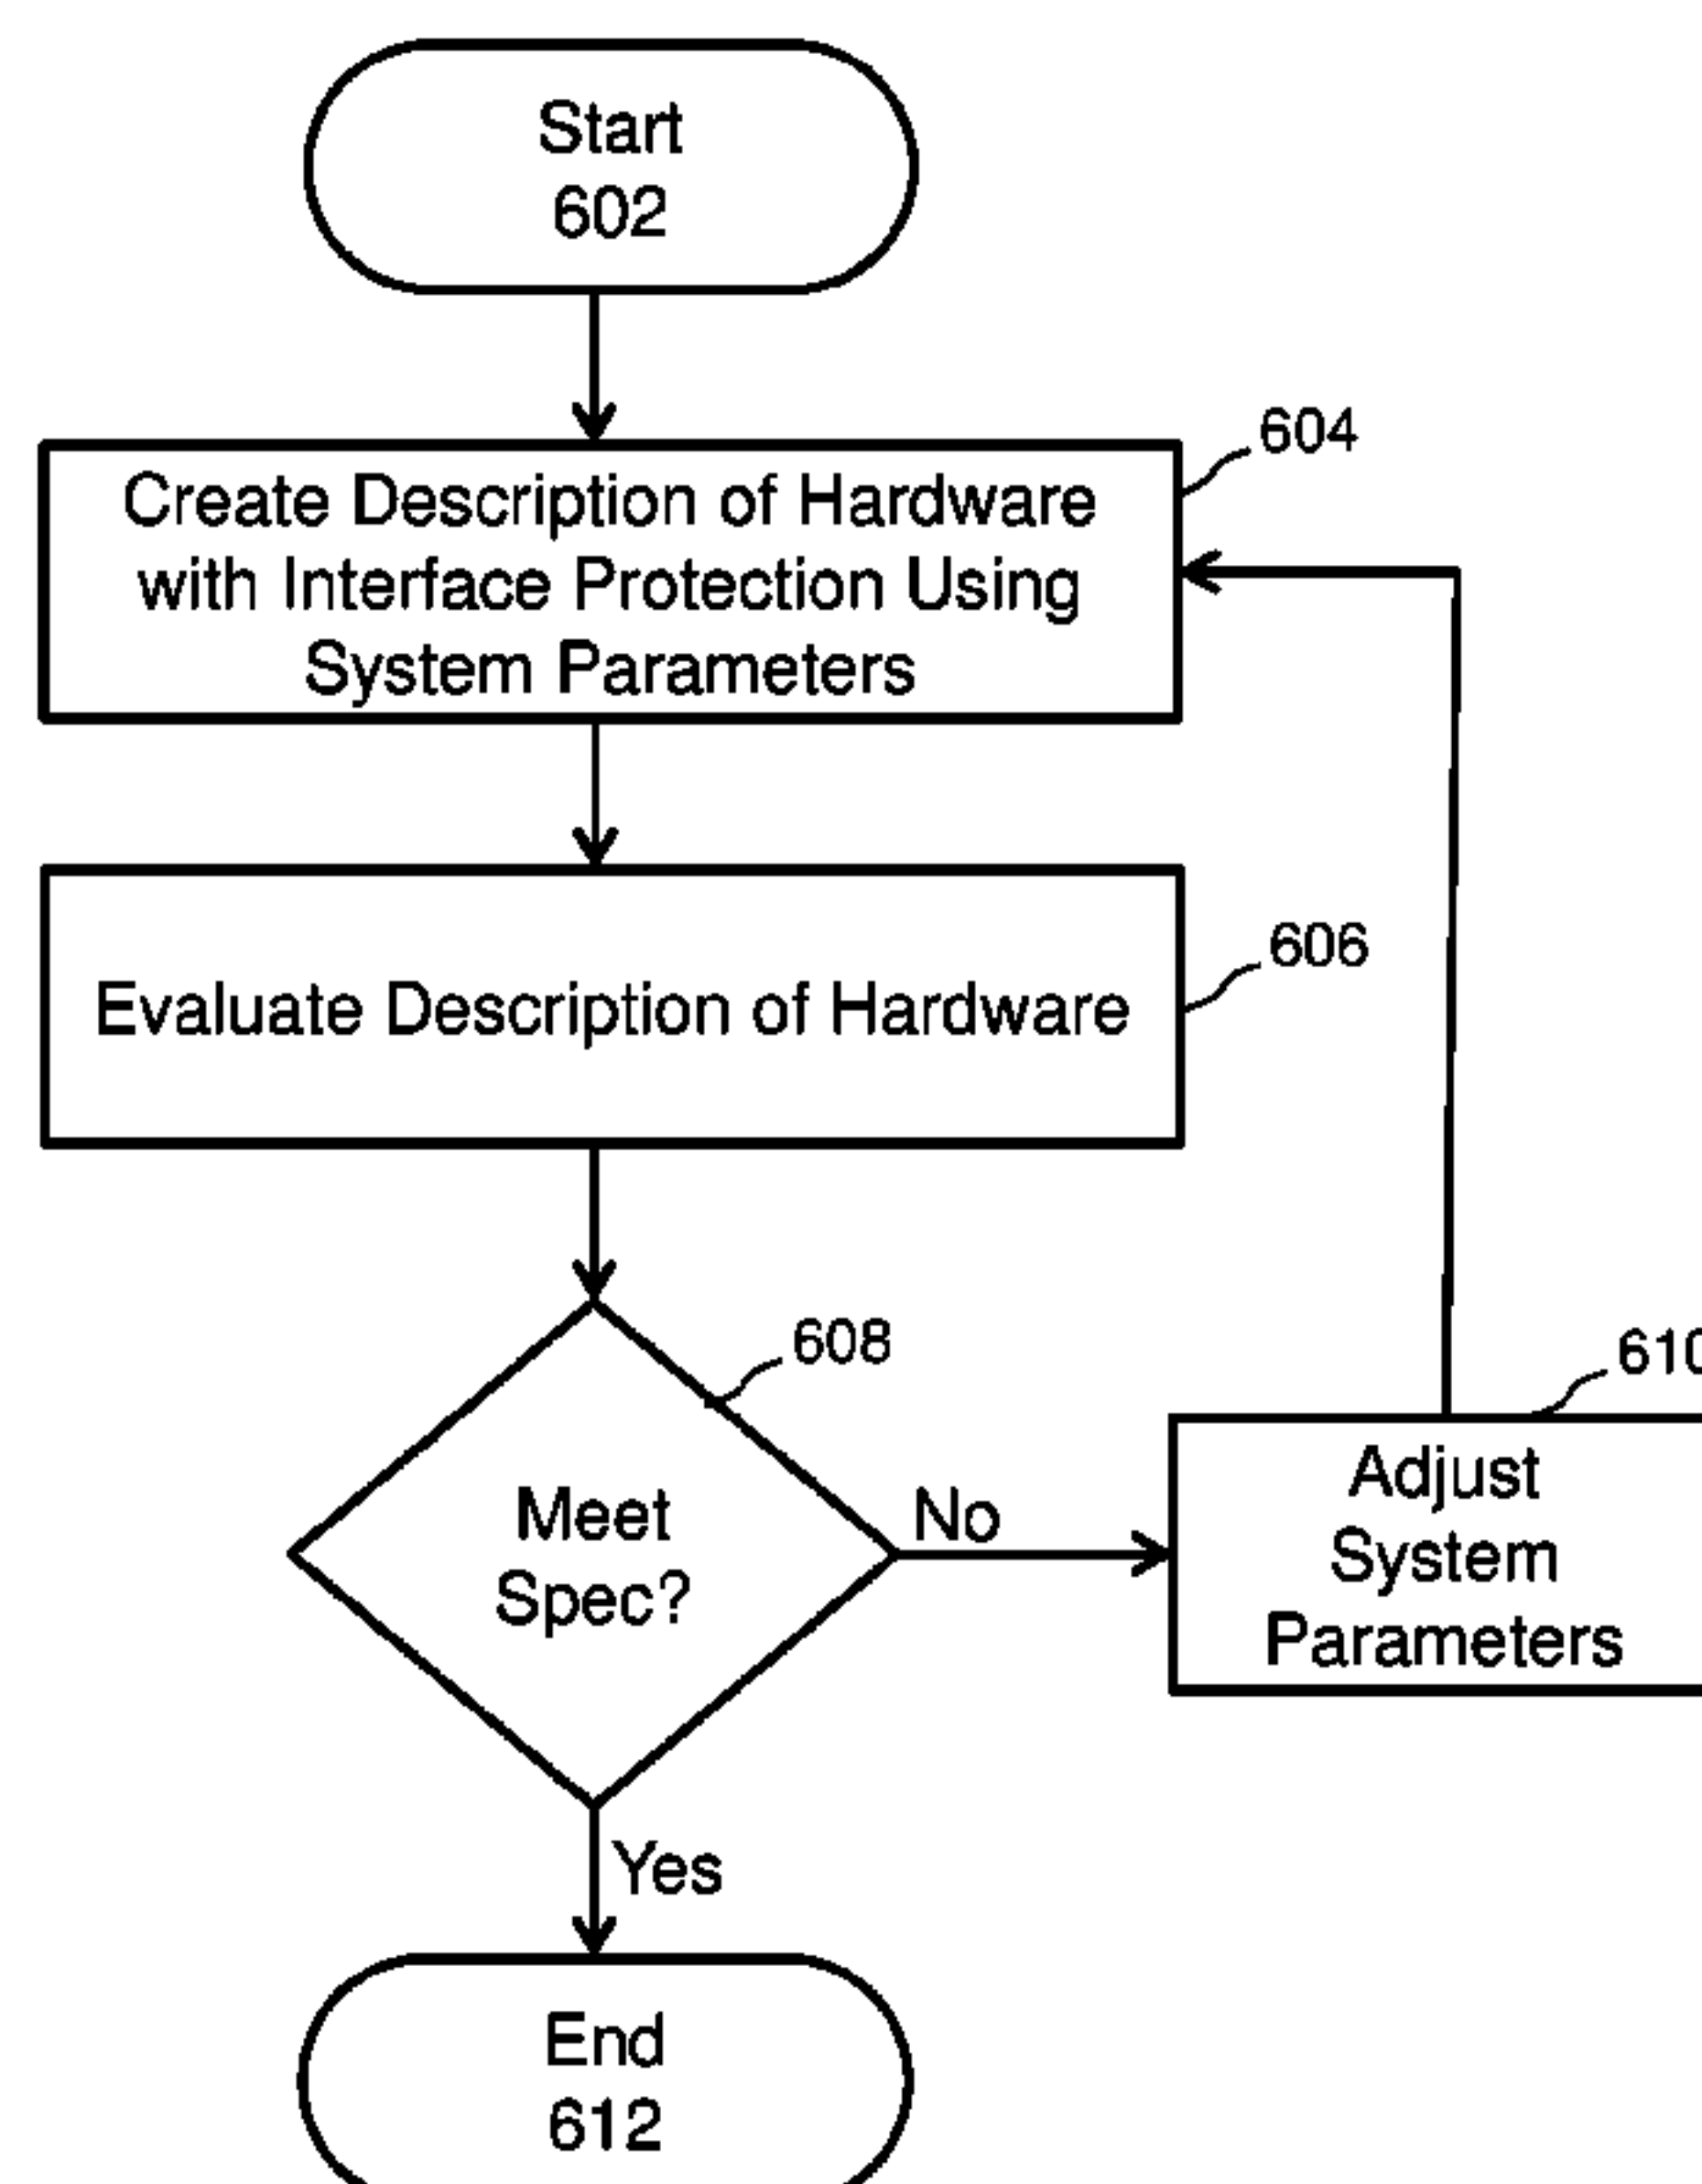 Start
602
604
Create Description of Hardware
with Interface Protection Using
System Parameters
606
Evaluate Description of Hardware
608
Meet
Spec?
No
610
Adjust
System
Parameters
Yes
End
612